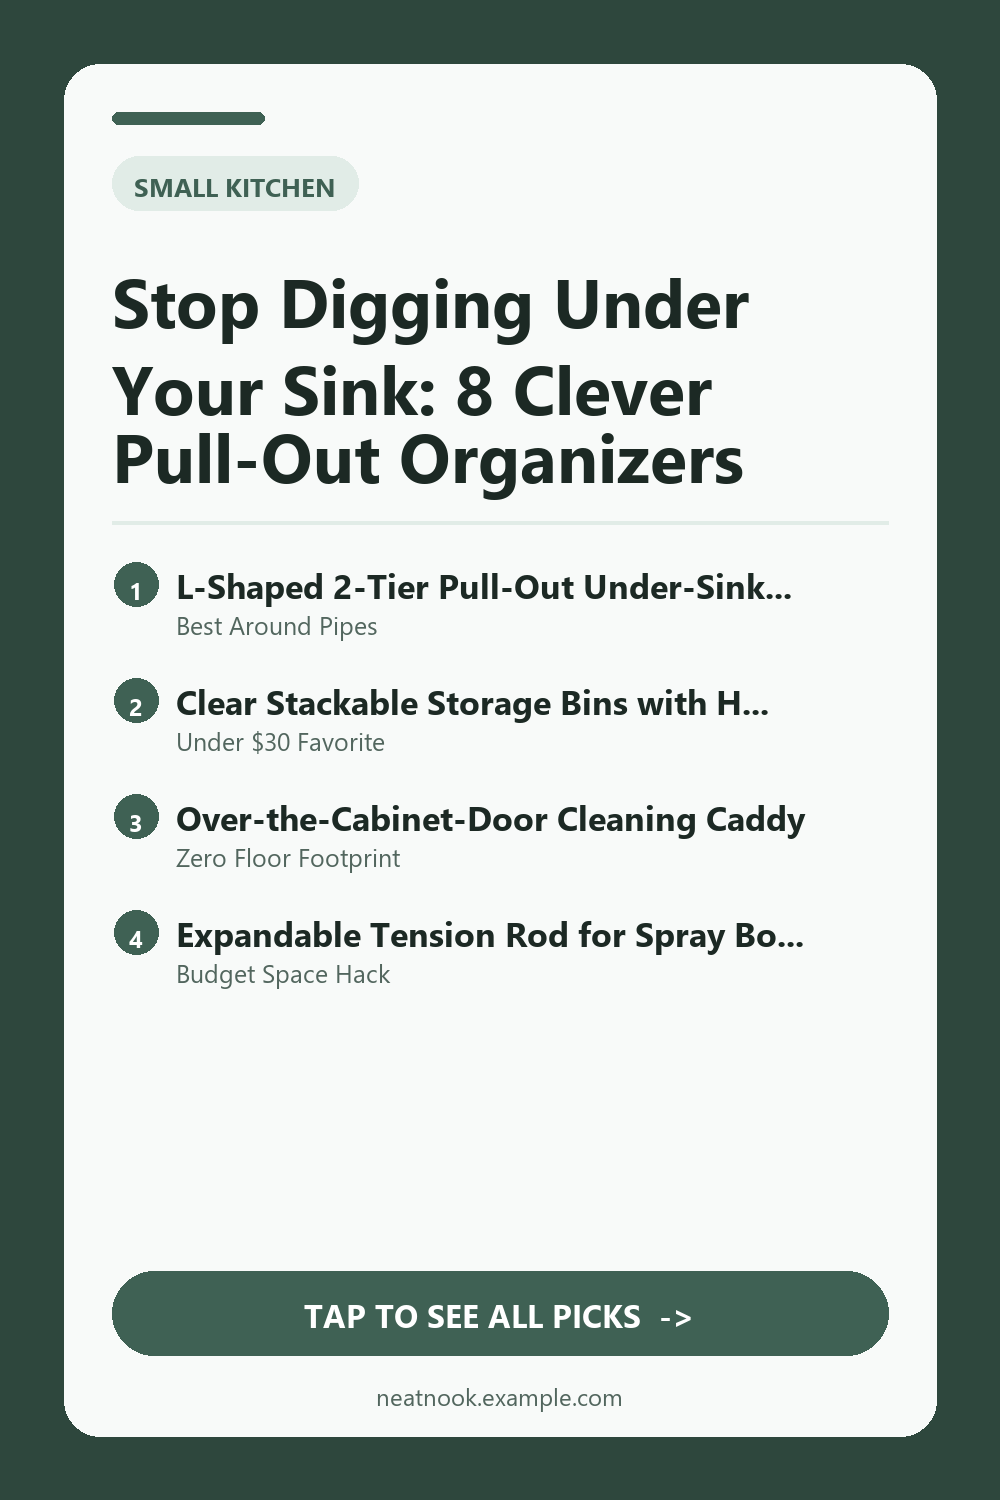 SMALL KITCHEN
Stop Digging Under
Your Sink: 8 Clever
Pull-Out Organizers
1 L-Shaped 2-Tier Pull-Out Under-Sink...
Best Around Pipes
2 Clear Stackable Storage Bins with H...
Under $30 Favorite
3 Over-the-Cabinet-Door Cleaning Caddy
Zero Floor Footprint
4 Expandable Tension Rod for Spray Bo...
Budget Space Hack
TAP TO SEE ALL PICKS ->
neatnook.example.com